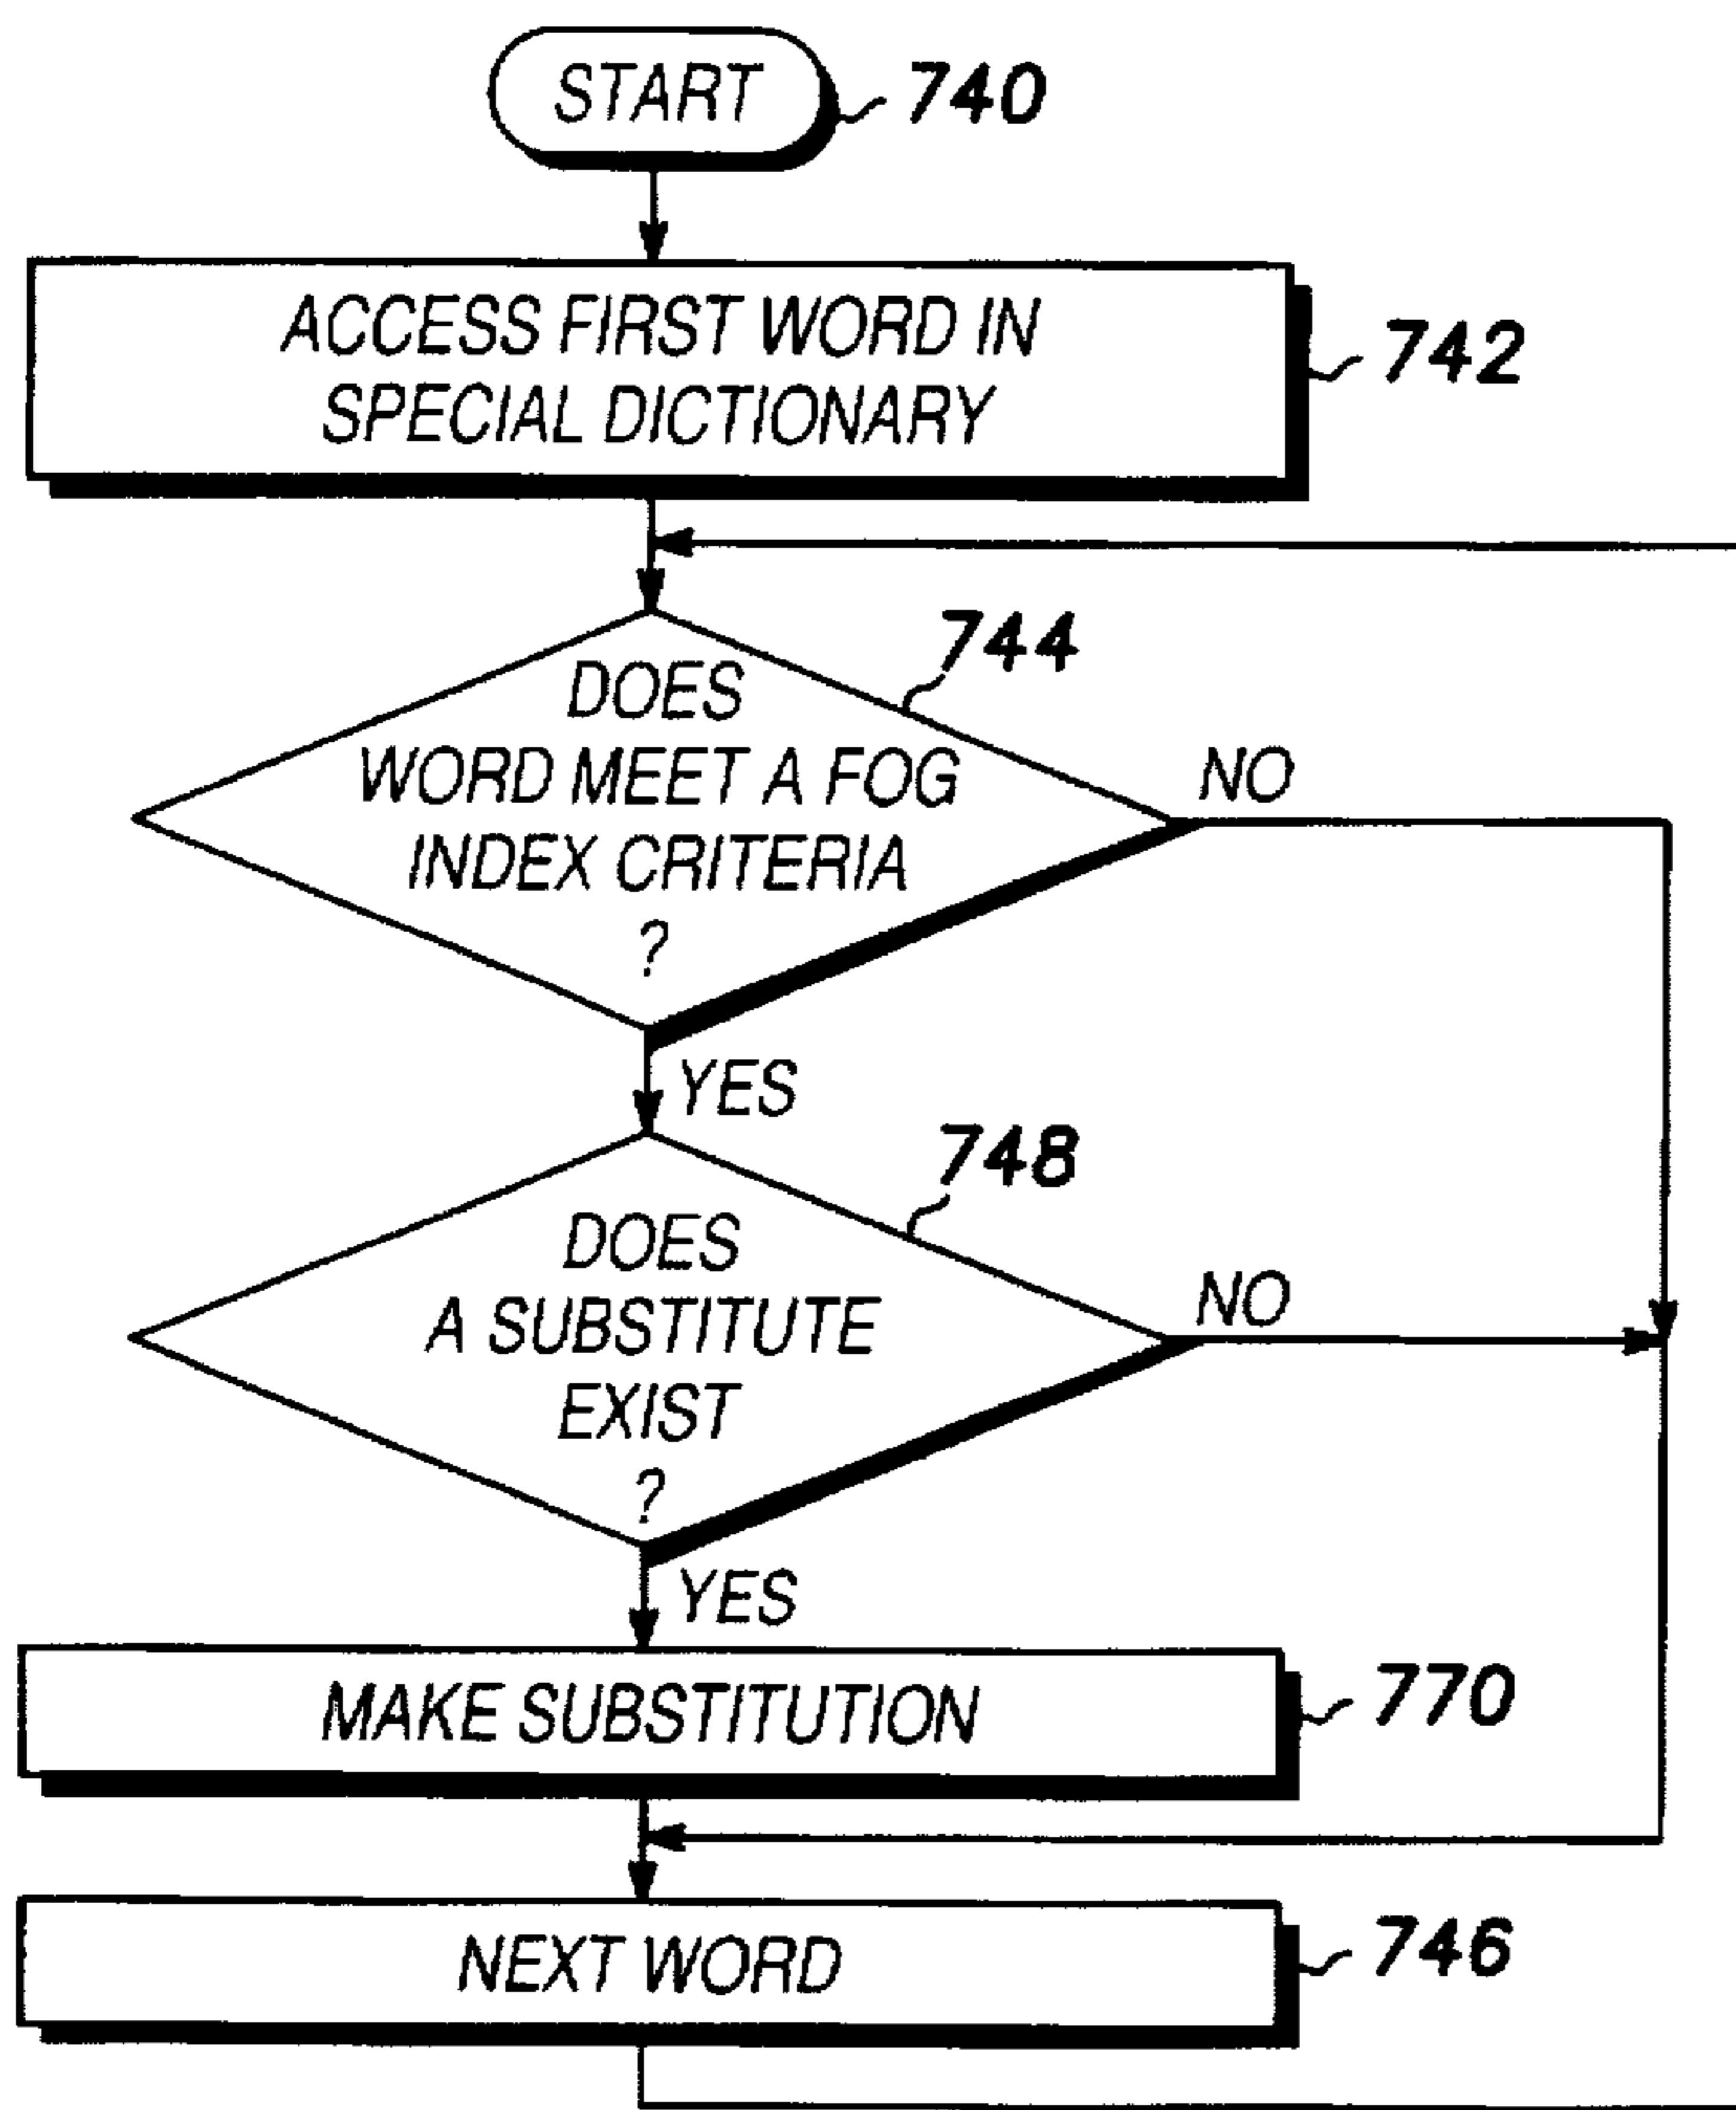 START
740
ACCESS FIRST WORD IN
SPECIAL DICTIONARY
742
744
DOES
WORD MEET A FOG
INDEX CRITERIA
?
NO
YES
748
DOES
A SUBSTITUTE
EXIST
?
NO
YES
MAKE SUBSTITUTION
770
NEXT WORD
746